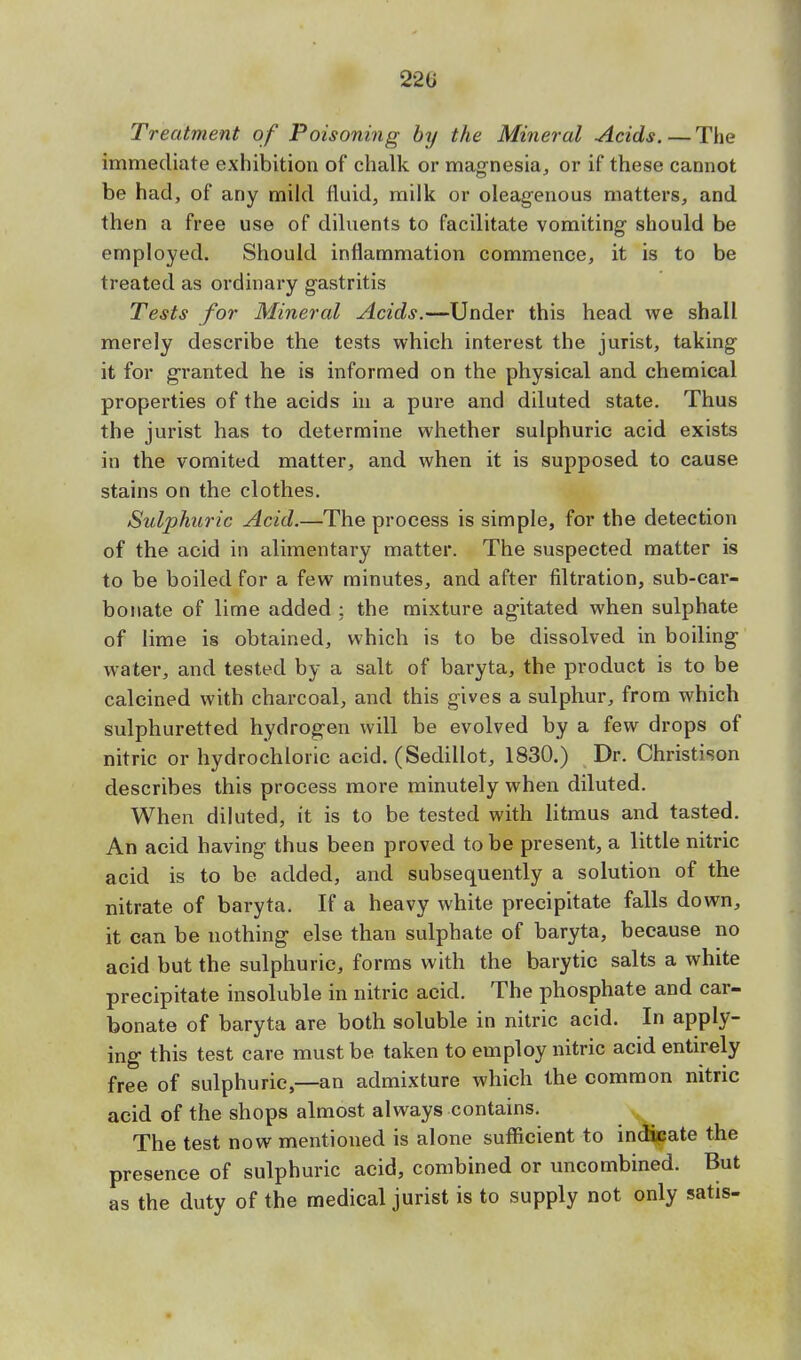 226
Treatment of Poisoning by the Mineral Acids. — The
immediate exhibition of chalk or magnesia, or if these cannot
be had, of any mild fluid, milk or oleagenous matters, and
then a free use of diluents to facilitate vomiting should be
employed. Should inflammation commence, it is to be
treated as ordinary gastritis
Tests for Mineral Acids.—Under this head we shall
merely describe the tests which interest the jurist, taking
it for granted he is informed on the physical and chemical
properties of the acids in a pure and diluted state. Thus
the jurist has to determine whether sulphuric acid exists
in the vomited matter, and when it is supposed to cause
stains on the clothes.
Sulphuric Acid.—The process is simple, for the detection
of the acid in alimentary matter. The suspected matter is
to be boiled for a few minutes, and after filtration, sub-car-
bonate of lime added ; the mixture agitated when sulphate
of lime is obtained, which is to be dissolved in boiling
water, and tested by a salt of baryta, the product is to be
calcined with charcoal, and this gives a sulphur, from which
sulphuretted hydrogen will be evolved by a few drops of
nitric or hydrochloric acid. (Sedillot, 1830.) Dr. Christison
describes this process more minutely when diluted.
When diluted, it is to be tested with litmus and tasted.
An acid having thus been proved to be present, a little nitric
acid is to be added, and subsequently a solution of the
nitrate of baryta. If a heavy white precipitate falls down,
it can be nothing else than sulphate of baryta, because no
acid but the sulphuric, forms with the barytic salts a white
precipitate insoluble in nitric acid. The phosphate and car-
bonate of baryta are both soluble in nitric acid. In apply-
ing this test care must be taken to employ nitric acid entirely
free of sulphuric,—an admixture which the common nitric
acid of the shops almost always contains.
The test now mentioned is alone sufficient to indicate the
presence of sulphuric acid, combined or uncombined. But
as the duty of the medical jurist is to supply not only satis-